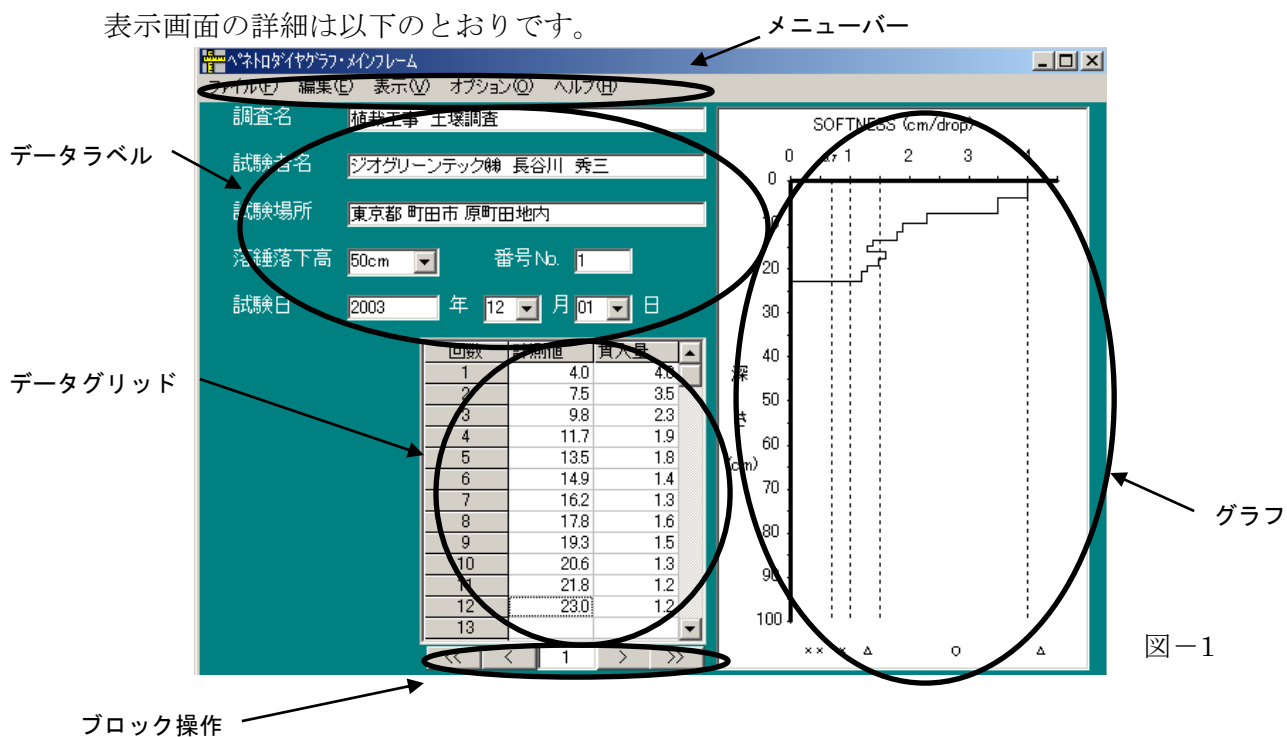 表示画面の詳細は以下のとおりです。
メニューバー
ペネトロダイヤグラフ・メインフレーム
ファイル(F) 編集(E) 表示(V) オプション(O) ヘルプ(H)
調査名 植栽工事 土壌調査
データラベル
試験者名 ジオグリーンテック㈱ 長谷川 秀三
試験場所 東京都 町田市 原町田地内
落錘落下高 50cm 番号No. 1
試験日 2003 年 12 月 01 日
データグリッド
回数 計測値 貫入量
1 4.0 4.0
2 7.5 3.5
3 9.8 2.3
4 11.7 1.9
5 13.5 1.8
6 14.9 1.4
7 16.2 1.3
8 17.8 1.6
9 19.3 1.5
10 20.6 1.3
11 21.8 1.2
12 23.0 1.2
13
<< < 1 > >>
ブロック操作
SOFTNESS (cm/drop)
0 0.7 1 2 3 4
0
10
20
30
40
50
60
70
80
90
100
深さ(cm)
×× × △ ○ △
グラフ
図－1